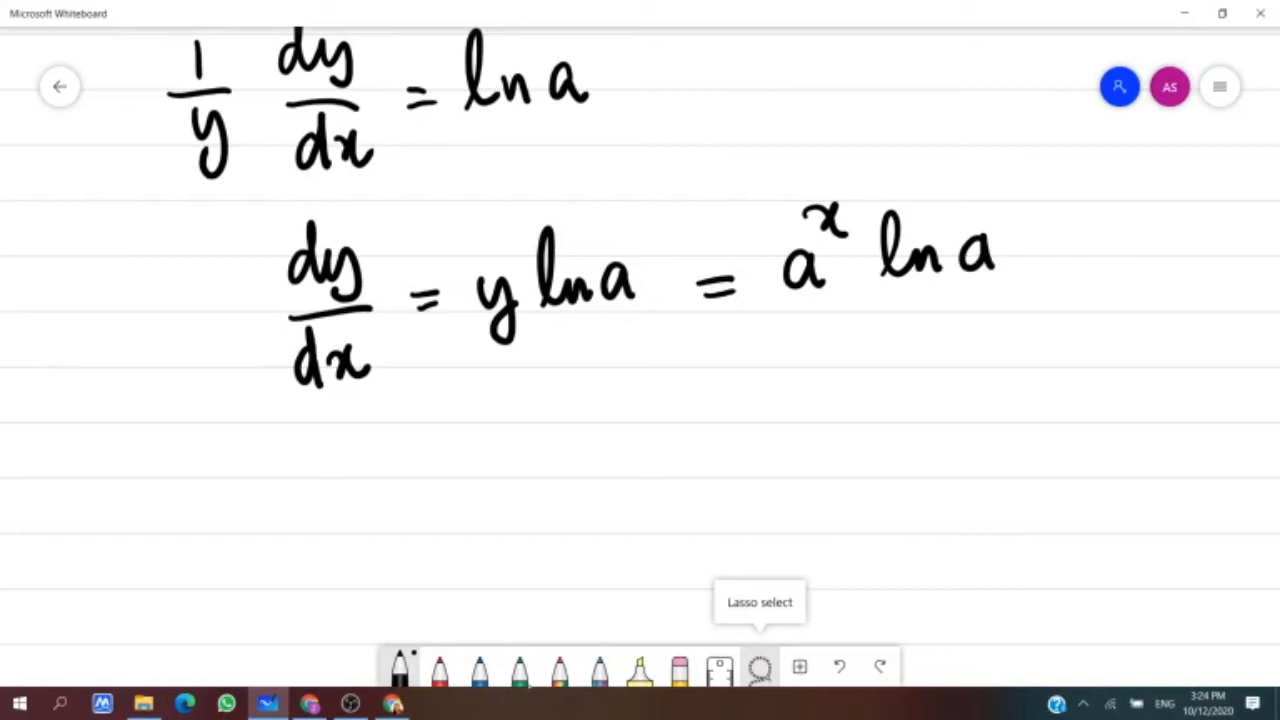 Microsoft Whiteboard
1/y dy/dx = ln a
AS
dy/dx = y ln a = a^x ln a
Lasso select
ENG
3:24 PM
10/12/2020